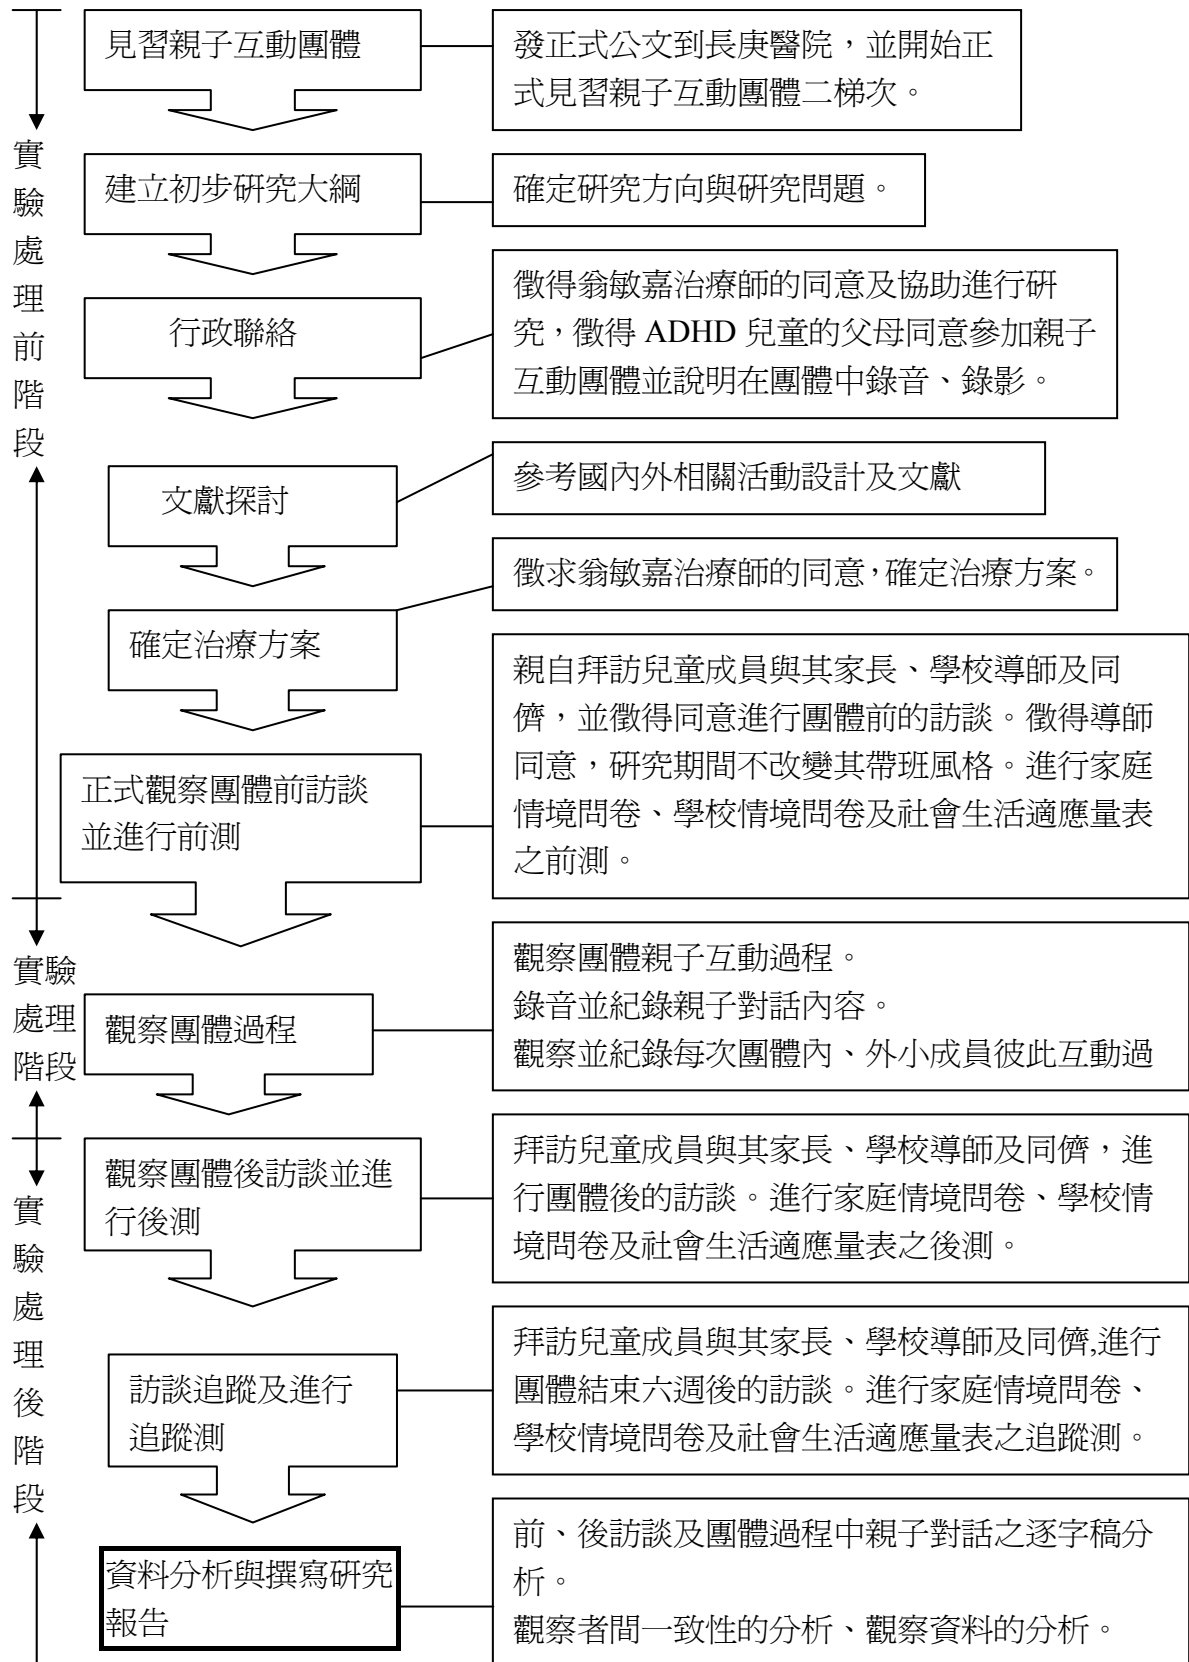 見習親子互動團體
發正式公文到長庚醫院，並開始正
式見習親子互動團體二梯次。
實驗處理前階段
建立初步研究大綱
確定研究方向與研究問題。
行政聯絡
徵得翁敏嘉治療師的同意及協助進行研
究，徵得 ADHD 兒童的父母同意參加親子
互動團體並說明在團體中錄音、錄影。
文獻探討
參考國內外相關活動設計及文獻
確定治療方案
徵求翁敏嘉治療師的同意，確定治療方案。
正式觀察團體前訪談
並進行前測
親自拜訪兒童成員與其家長、學校導師及同
儕，並徵得同意進行團體前的訪談。徵得導師
同意，研究期間不改變其帶班風格。進行家庭
情境問卷、學校情境問卷及社會生活適應量表
之前測。
實驗
處理
階段
觀察團體過程
觀察團體親子互動過程。
錄音並紀錄親子對話內容。
觀察並紀錄每次團體內、外小成員彼此互動過
實驗處理後階段
觀察團體後訪談並進
行後測
拜訪兒童成員與其家長、學校導師及同儕，進
行團體後的訪談。進行家庭情境問卷、學校情
境問卷及社會生活適應量表之後測。
訪談追蹤及進行
追蹤測
拜訪兒童成員與其家長、學校導師及同儕,進行
團體結束六週後的訪談。進行家庭情境問卷、
學校情境問卷及社會生活適應量表之追蹤測。
資料分析與撰寫研究
報告
前、後訪談及團體過程中親子對話之逐字稿分
析。
觀察者間一致性的分析、觀察資料的分析。